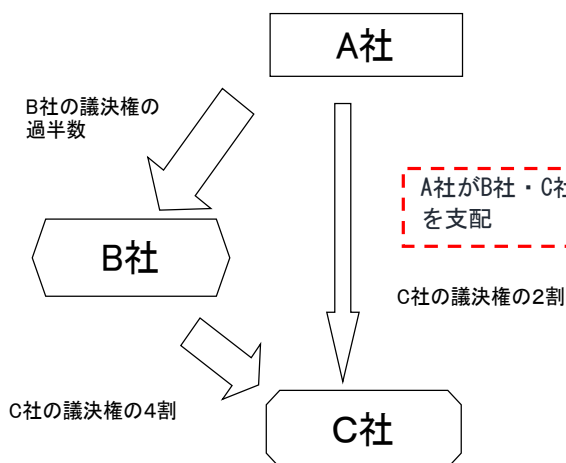 A社
B社の議決権の
過半数
A社がB社・C社
を支配
B社
C社の議決権の2割
C社の議決権の4割
C社